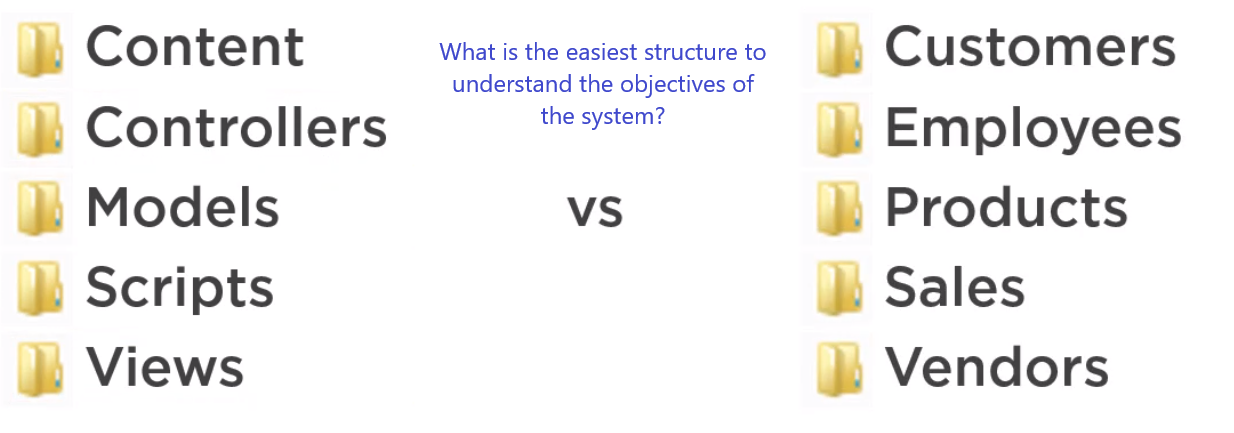 Content
Controllers
Models
Scripts
Views
What is the easiest structure to
understand the objectives of
the system?
vs
Customers
Employees
Products
Sales
Vendors